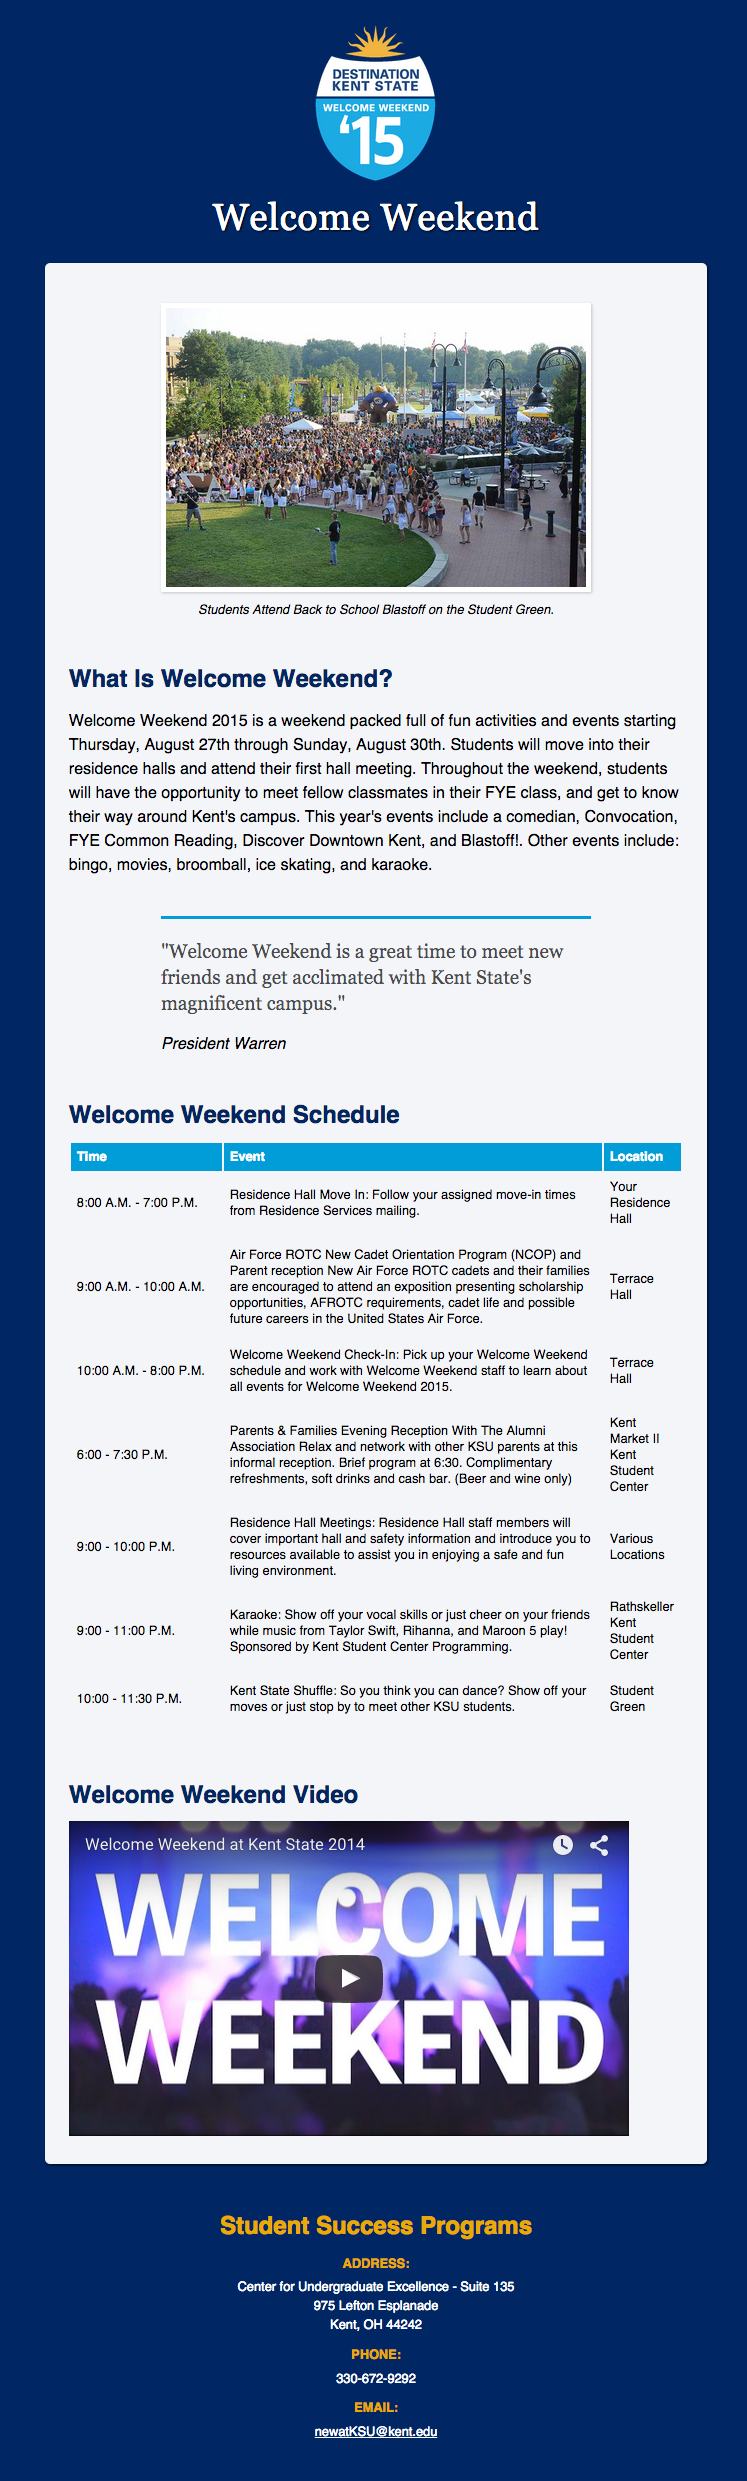 DESTINATION
KENT STATE
WELCOME WEEKEND
'15
Welcome Weekend
Students Attend Back to School Blastoff on the Student Green.
What Is Welcome Weekend?
Welcome Weekend 2015 is a weekend packed full of fun activities and events starting
Thursday, August 27th through Sunday, August 30th. Students will move into their
residence halls and attend their first hall meeting. Throughout the weekend, students
will have the opportunity to meet fellow classmates in their FYE class, and get to know
their way around Kent's campus. This year's events include a comedian, Convocation,
FYE Common Reading, Discover Downtown Kent, and Blastoff!. Other events include:
bingo, movies, broomball, ice skating, and karaoke.
"Welcome Weekend is a great time to meet new
friends and get acclimated with Kent State's
magnificent campus."
President Warren
Welcome Weekend Schedule
Time Event Location
8:00 A.M. - 7:00 P.M.
Residence Hall Move In: Follow your assigned move-in times
from Residence Services mailing.
Your
Residence
Hall
9:00 A.M. - 10:00 A.M.
Air Force ROTC New Cadet Orientation Program (NCOP) and
Parent reception New Air Force ROTC cadets and their families
are encouraged to attend an exposition presenting scholarship
opportunities, AFROTC requirements, cadet life and possible
future careers in the United States Air Force.
Terrace
Hall
10:00 A.M. - 8:00 P.M.
Welcome Weekend Check-In: Pick up your Welcome Weekend
schedule and work with Welcome Weekend staff to learn about
all events for Welcome Weekend 2015.
Terrace
Hall
6:00 - 7:30 P.M.
Parents & Families Evening Reception With The Alumni
Association Relax and network with other KSU parents at this
informal reception. Brief program at 6:30. Complimentary
refreshments, soft drinks and cash bar. (Beer and wine only)
Kent
Market II
Kent
Student
Center
9:00 - 10:00 P.M.
Residence Hall Meetings: Residence Hall staff members will
cover important hall and safety information and introduce you to
resources available to assist you in enjoying a safe and fun
living environment.
Various
Locations
9:00 - 11:00 P.M.
Karaoke: Show off your vocal skills or just cheer on your friends
while music from Taylor Swift, Rihanna, and Maroon 5 play!
Sponsored by Kent Student Center Programming.
Rathskeller
Kent
Student
Center
10:00 - 11:30 P.M.
Kent State Shuffle: So you think you can dance? Show off your
moves or just stop by to meet other KSU students.
Student
Green
Welcome Weekend Video
Welcome Weekend at Kent State 2014
WELCOME
WEEKEND
Student Success Programs
ADDRESS:
Center for Undergraduate Excellence - Suite 135
975 Lefton Esplanade
Kent, OH 44242
PHONE:
330-672-9292
EMAIL:
newatKSU@kent.edu